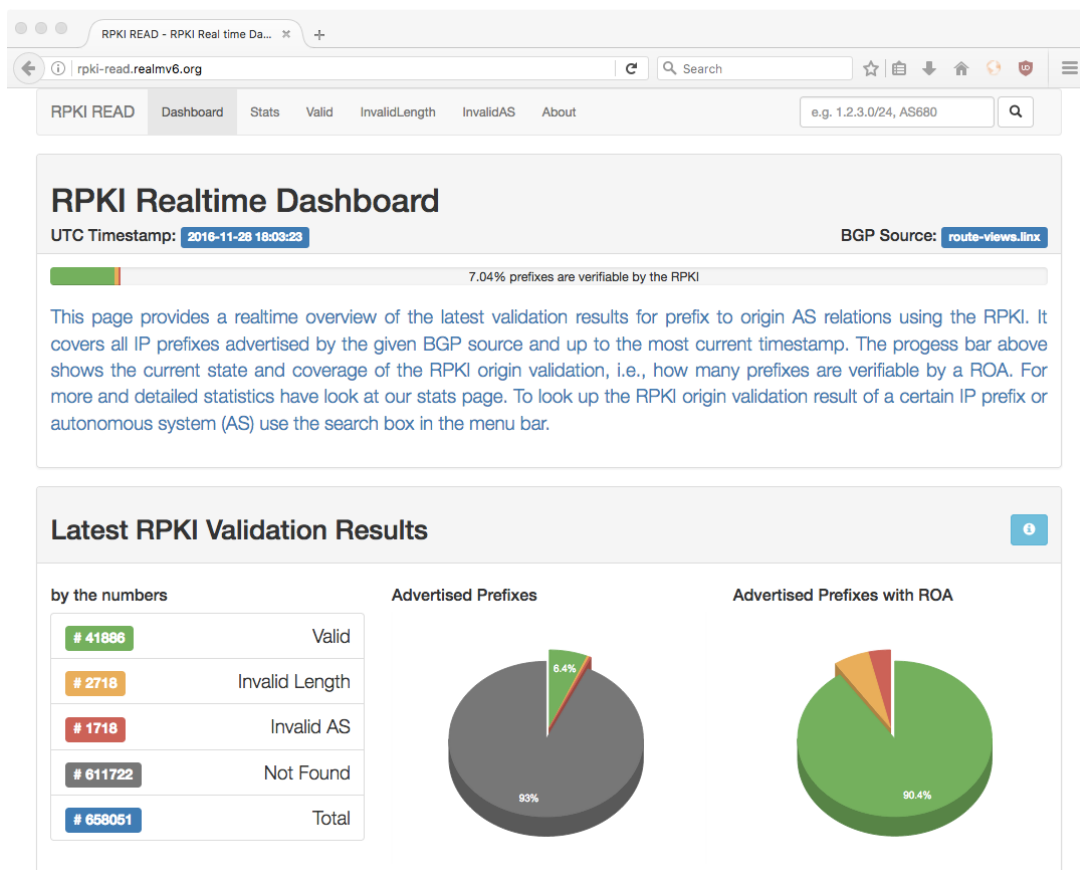 RPKI READ - RPKI Real time Da...
rpki-read.realmv6.org
Search
RPKI READ Dashboard Stats Valid InvalidLength InvalidAS About e.g. 1.2.3.0/24, AS680
RPKI Realtime Dashboard
UTC Timestamp: 2016-11-28 18:03:23 BGP Source: route-views.linx
7.04% prefixes are verifiable by the RPKI
This page provides a realtime overview of the latest validation results for prefix to origin AS relations using the RPKI. It
covers all IP prefixes advertised by the given BGP source and up to the most current timestamp. The progess bar above
shows the current state and coverage of the RPKI origin validation, i.e., how many prefixes are verifiable by a ROA. For
more and detailed statistics have look at our stats page. To look up the RPKI origin validation result of a certain IP prefix or
autonomous system (AS) use the search box in the menu bar.
Latest RPKI Validation Results
by the numbers
# 41886 Valid
# 2718 Invalid Length
# 1718 Invalid AS
# 611722 Not Found
# 658051 Total
Advertised Prefixes
6.4%
93%
Advertised Prefixes with ROA
90.4%